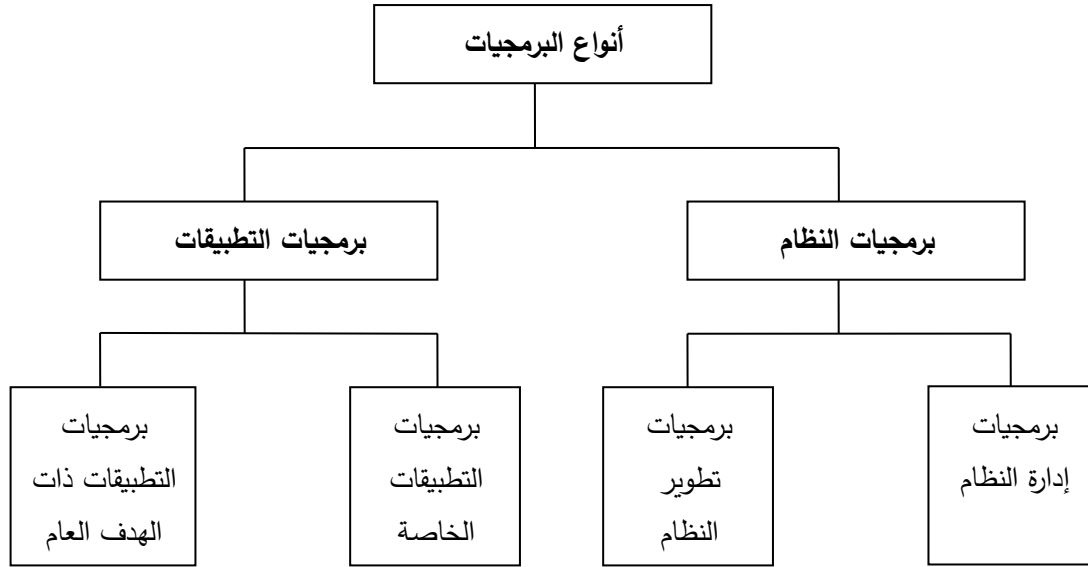 أنواع البرمجيات
برمجيات النظام
برمجيات التطبيقات
برمجيات
إدارة النظام
برمجيات
تطوير
النظام
برمجيات
التطبيقات
الخاصة
برمجيات
التطبيقات ذات
الهدف العام